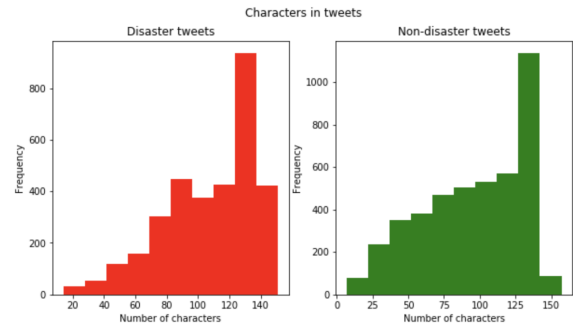 Characters in tweets
Disaster tweets
Non-disaster tweets
Frequency
800
600
400
200
0
20 40 60 80 100 120 140
Number of characters
Frequency
1000
800
600
400
200
0
0 25 50 75 100 125 150
Number of characters